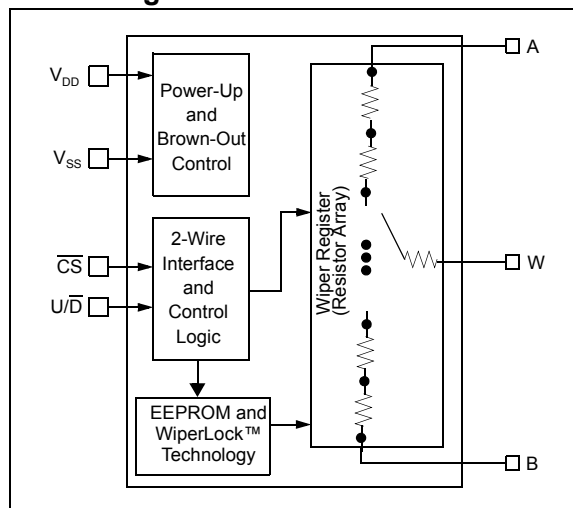 V_DD
V_SS
C̅S̅
U/D̅
Power-Up
and
Brown-Out
Control
2-Wire
Interface
and
Control
Logic
EEPROM and
WiperLock™
Technology
Wiper Register
(Resistor Array)
A
W
B